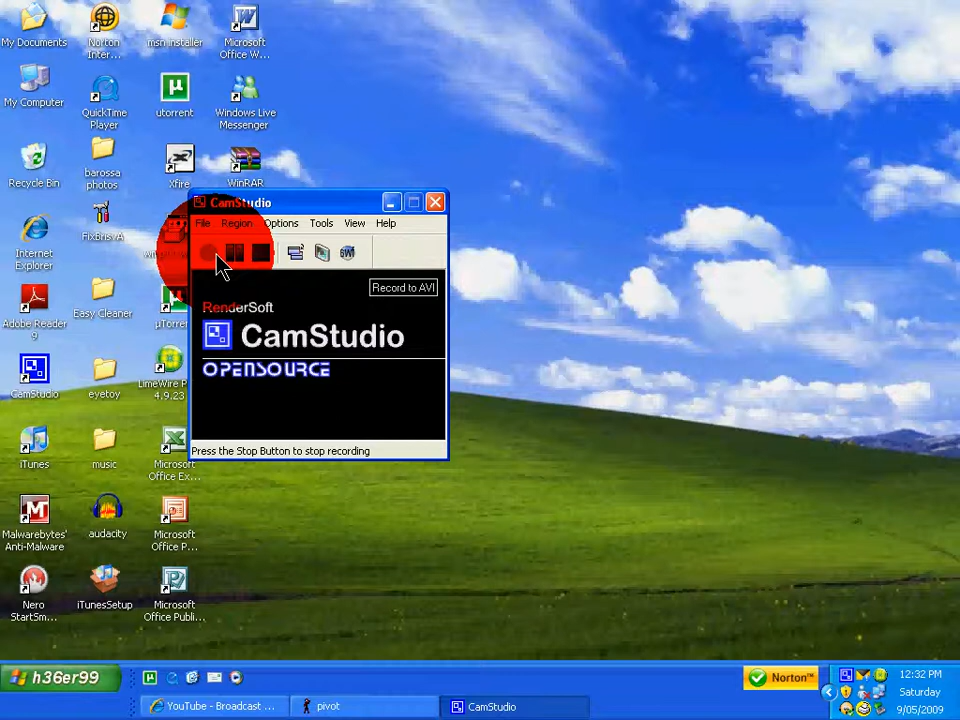 My Documents
Norton
Inter...
msn installer
Microsoft
Office W...
My Computer
QuickTime
Player
utorrent
Windows Live
Messenger
Recycle Bin
barossa
photos
Xfire
WinRAR
Internet
Explorer
FixBrisVA
CamStudio
File
Region
Options
Tools
View
Help
Record to AVI
RenderSoft
CamStudio
OPENSOURCE
Press the Stop Button to stop recording
Adobe Reader
9
Easy Cleaner
µTorre
CamStudio
eyetoy
LimeWire P
4.9.23
iTunes
music
Microsoft
Office Ex...
Malwarebytes'
Anti-Malware
audacity
Microsoft
Office P...
Nero
StartSm...
iTunesSetup
Microsoft
Office Publi...
h36er99
Norton™
12:32 PM
Saturday
9/05/2009
YouTube - Broadcast ...
pivot
CamStudio